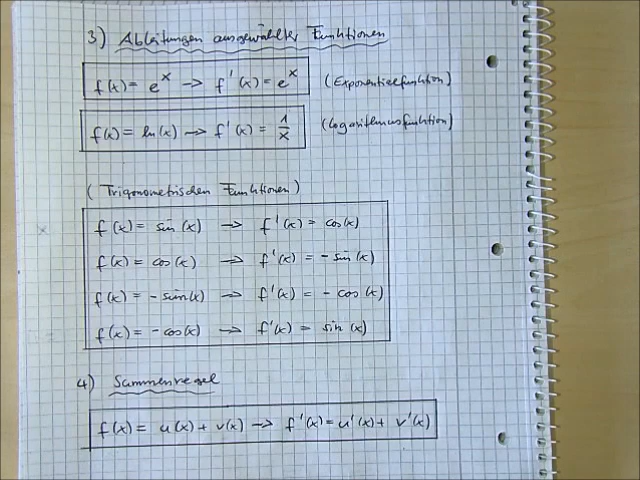 3) Ableitungen ausgewählter Funktionen
f(x) = e^x → f'(x) = e^x (Exponentialfunktion)
f(x) = ln(x) → f'(x) = 1/x (Logarithmusfunktion)
(Trigonometrischen Funktionen)
f(x) = sin(x) → f'(x) = cos(x)
f(x) = cos(x) → f'(x) = - sin(x)
f(x) = -sin(x) → f'(x) = - cos(x)
f(x) = -cos(x) → f'(x) = sin(x)
4) Summenregel
f(x) = u(x) + v(x) → f'(x) = u'(x) + v'(x)